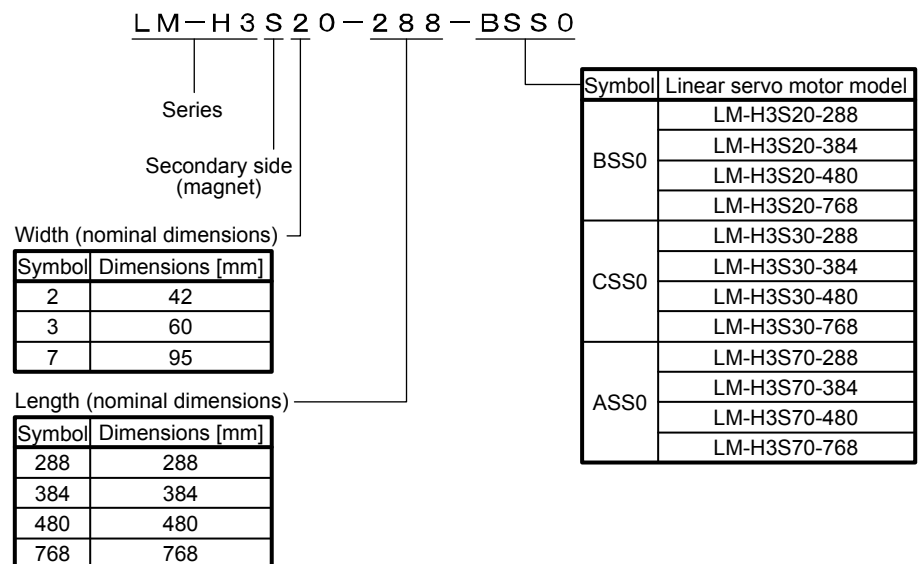 LM-H3S20-288-BSS0
Series
Secondary side
(magnet)
Width (nominal dimensions)
Symbol Dimensions [mm]
2 42
3 60
7 95
Length (nominal dimensions)
Symbol Dimensions [mm]
288 288
384 384
480 480
768 768
Symbol Linear servo motor model
BSS0
LM-H3S20-288
LM-H3S20-384
LM-H3S20-480
LM-H3S20-768
CSS0
LM-H3S30-288
LM-H3S30-384
LM-H3S30-480
LM-H3S30-768
ASS0
LM-H3S70-288
LM-H3S70-384
LM-H3S70-480
LM-H3S70-768